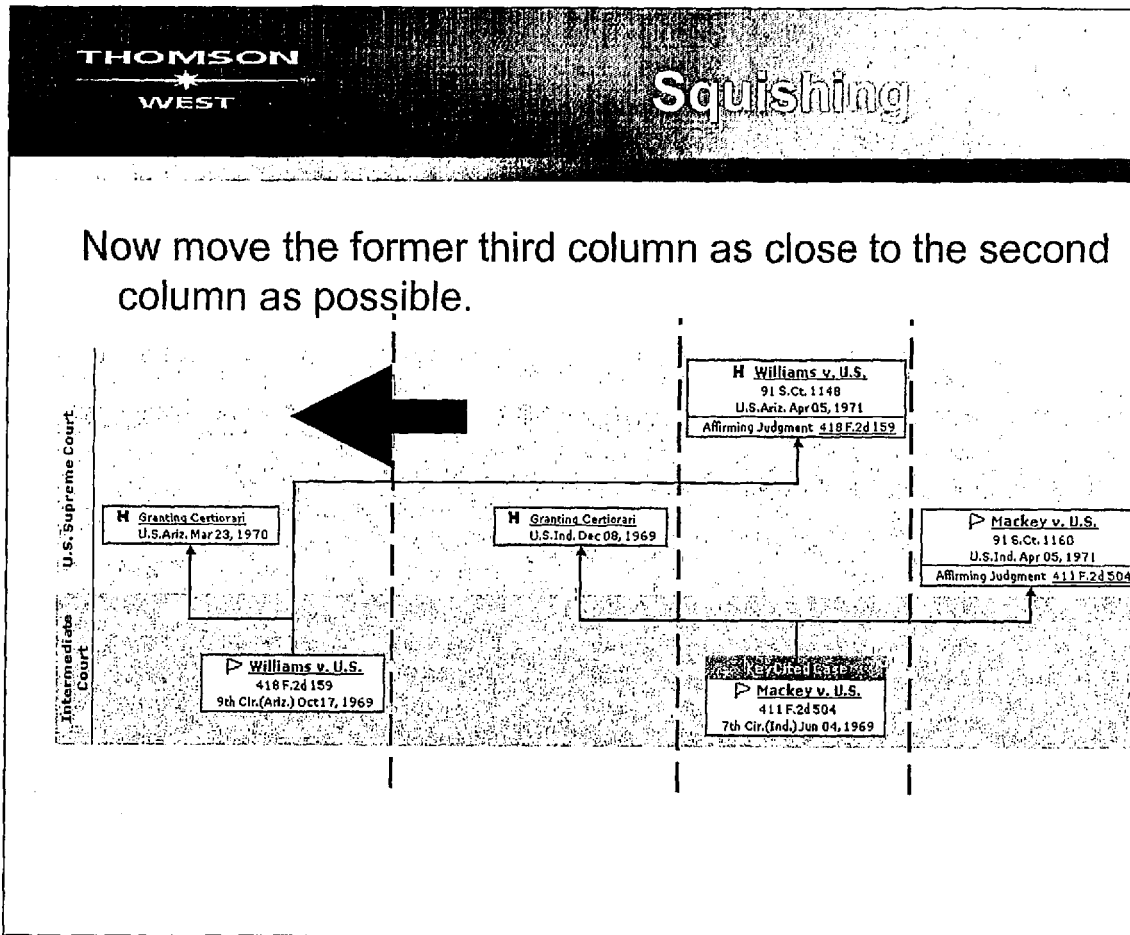 THOMSON
WEST
Squishing
Now move the former third column as close to the second
column as possible.
U.S. Supreme Court
Intermediate
Court
H Williams v. U.S.
91 S.Ct. 1148
U.S.Ariz. Apr 05, 1971
Affirming Judgment 418 F.2d 159
H Granting Certiorari
U.S.Ariz. Mar 23, 1970
H Granting Certiorari
U.S.Ind. Dec 08, 1969
Mackey v. U.S.
91 S.Ct. 1160
U.S.Ind. Apr 05, 1971
Affirming Judgment 411 F.2d 504
Williams v. U.S.
418 F.2d 159
9th Cir.(Ariz.) Oct 17, 1969
KeyCited Case
Mackey v. U.S.
411 F.2d 504
7th Cir.(Ind.) Jun 04, 1969